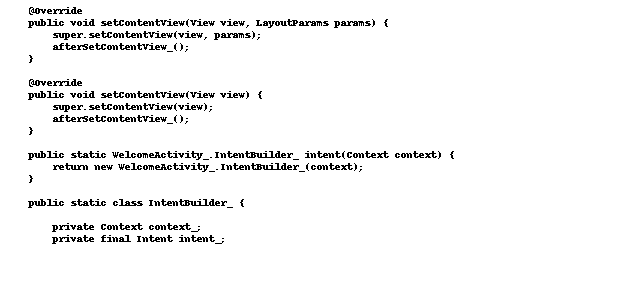 @Override
public void setContentView(View view, LayoutParams params) {
super.setContentView(view, params);
afterSetContentView_();
}
@Override
public void setContentView(View view) {
super.setContentView(view);
afterSetContentView_();
}
public static WelcomeActivity_.IntentBuilder_ intent(Context context) {
return new WelcomeActivity_.IntentBuilder_(context);
}
public static class IntentBuilder_ {
private Context context_;
private final Intent intent_;